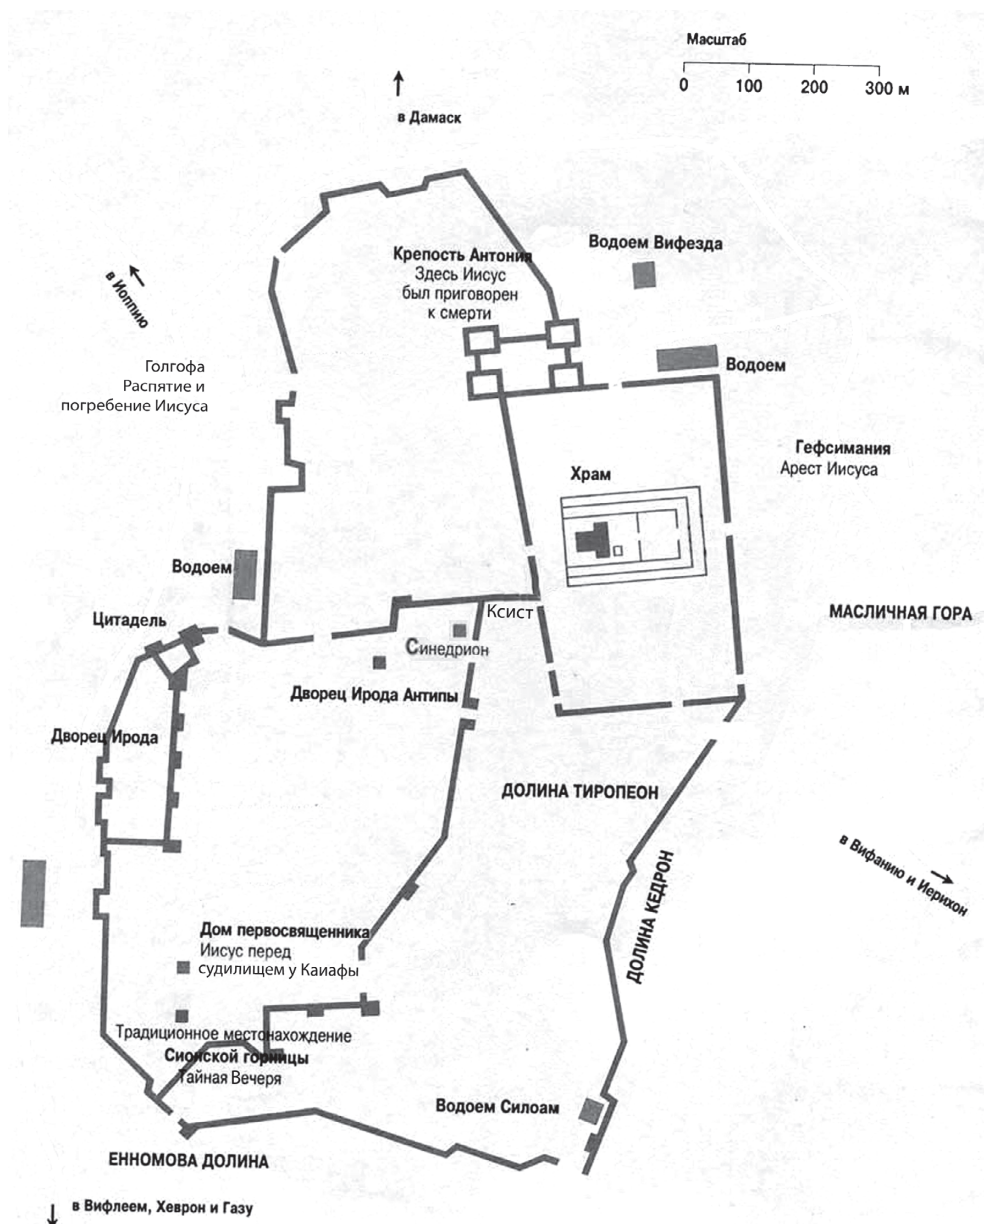 Масштаб
0 100 200 300 м
в Дамаск
в Иоппию
Крепость Антония
Здесь Иисус
был приговорен
к смерти
Водоем Вифезда
Водоем
Голгофа
Распятие и
погребение Иисуса
Гефсимания
Арест Иисуса
Храм
Водоем
Цитадель
Ксист
Синедрион
МАСЛИЧНАЯ ГОРА
Дворец Ирода Антипы
Дворец Ирода
ДОЛИНА ТИРОПЕОН
ДОЛИНА КЕДРОН
в Вифанию и Иерихон
Дом первосвященника
Иисус перед
судилищем у Каиафы
Традиционное местонахождение
Сионской горницы
Тайная Вечеря
Водоем Силоам
ЕННОМОВА ДОЛИНА
в Вифлеем, Хеврон и Газу